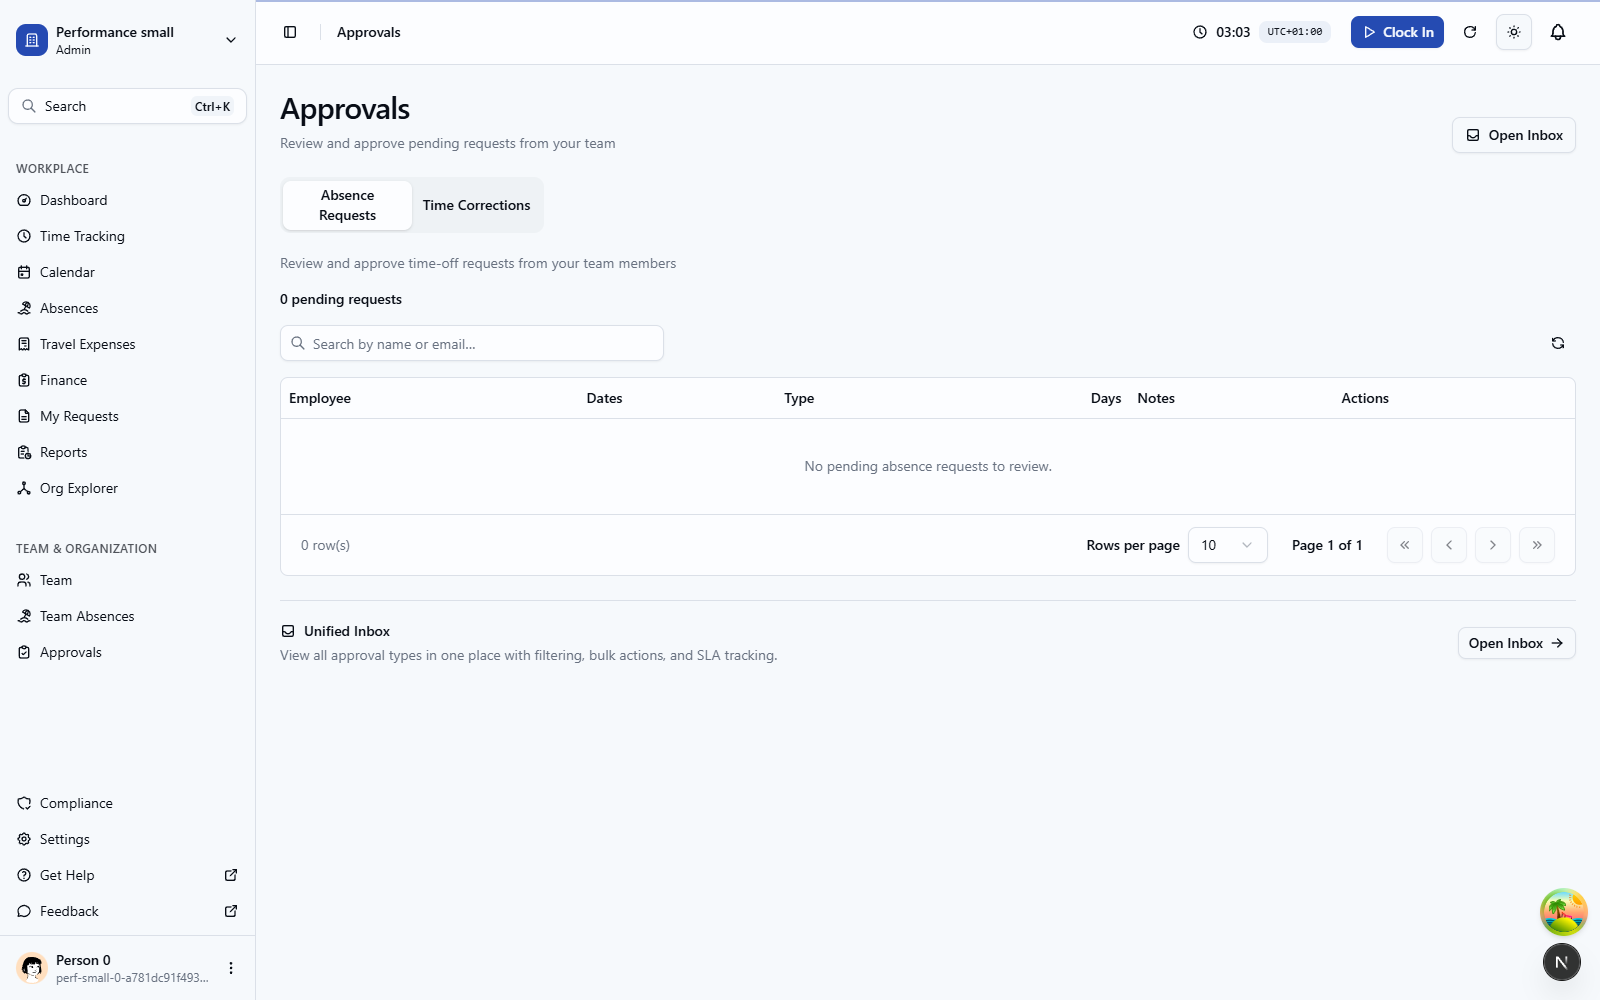 Performance small
Admin
Search
Ctrl+K
WORKPLACE
Dashboard
Time Tracking
Calendar
Absences
Travel Expenses
Finance
My Requests
Reports
Org Explorer
TEAM & ORGANIZATION
Team
Team Absences
Approvals
Compliance
Settings
Get Help
Feedback
Person 0
perf-small-0-a781dc91f493...
Approvals
03:03
UTC+01:00
Clock In
Approvals
Review and approve pending requests from your team
Open Inbox
Absence
Requests
Time Corrections
Review and approve time-off requests from your team members
0 pending requests
Search by name or email...
Employee Dates Type Days Notes Actions
No pending absence requests to review.
0 row(s)
Rows per page 10 Page 1 of 1
Unified Inbox
View all approval types in one place with filtering, bulk actions, and SLA tracking.
Open Inbox
N